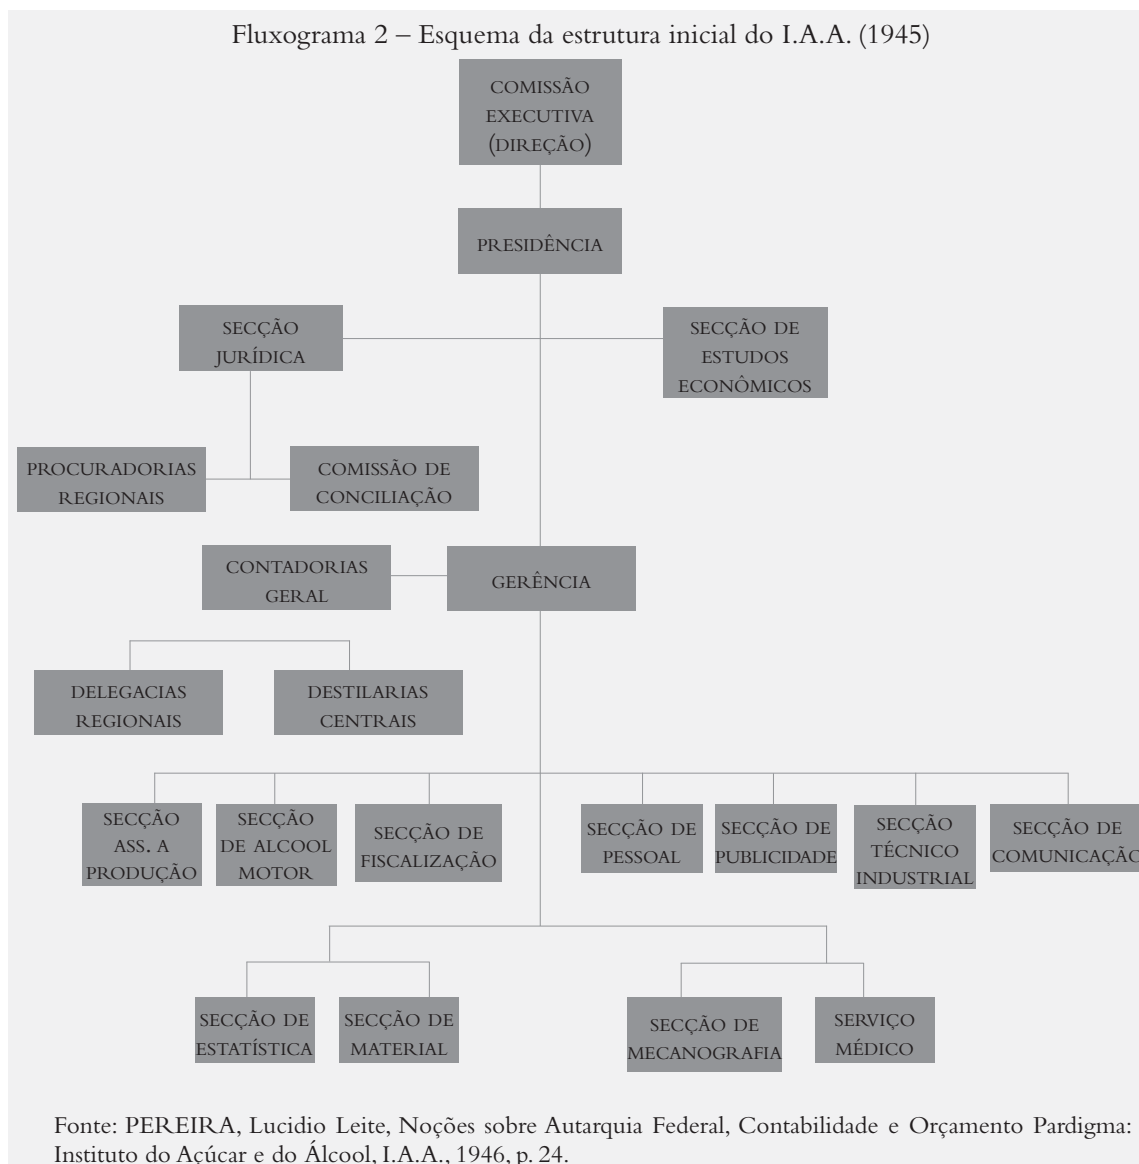 Fluxograma 2 – Esquema da estrutura inicial do I.A.A. (1945)
COMISSÃO
EXECUTIVA
(DIREÇÃO)
PRESIDÊNCIA
SECÇÃO
JURÍDICA
SECÇÃO DE
ESTUDOS
ECONÔMICOS
PROCURADORIAS
REGIONAIS
COMISSÃO DE
CONCILIAÇÃO
CONTADORIAS
GERAL
GERÊNCIA
DELEGACIAS
REGIONAIS
DESTILARIAS
CENTRAIS
SECÇÃO
ASS. A
PRODUÇÃO
SECÇÃO
DE ALCOOL
MOTOR
SECÇÃO DE
FISCALIZAÇÃO
SECÇÃO DE
PESSOAL
SECÇÃO DE
PUBLICIDADE
SECÇÃO
TÉCNICO
INDUSTRIAL
SECÇÃO DE
COMUNICAÇÃO
SECÇÃO DE
ESTATÍSTICA
SECÇÃO DE
MATERIAL
SECÇÃO DE
MECANOGRAFIA
SERVIÇO
MÉDICO
Fonte: PEREIRA, Lucidio Leite, Noções sobre Autarquia Federal, Contabilidade e Orçamento Pardigma:
Instituto do Açúcar e do Álcool, I.A.A., 1946, p. 24.